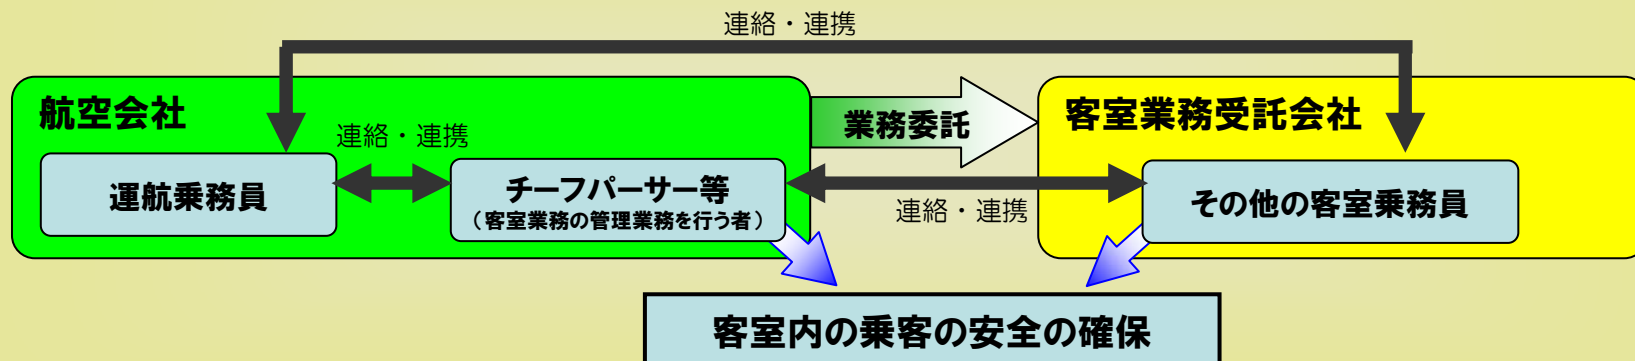 連絡・連携
航空会社
連絡・連携
業務委託
客室業務受託会社
運航乗務員
チーフパーサー等
(客室業務の管理業務を行う者)
連絡・連携
その他の客室乗務員
客室内の乗客の安全の確保